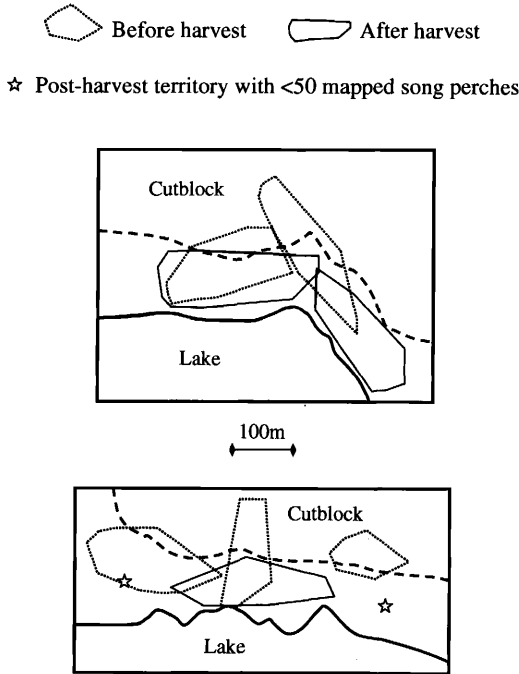 Before harvest
After harvest
Post-harvest territory with <50 mapped song perches
Cutblock
Lake
100m
Cutblock
Lake